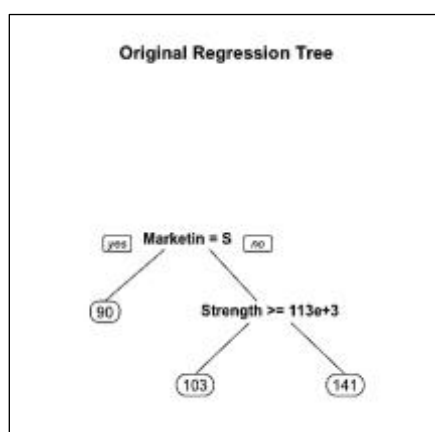 Original Regression Tree
yes Marketin = S no
90 Strength >= 113e+3
103 141